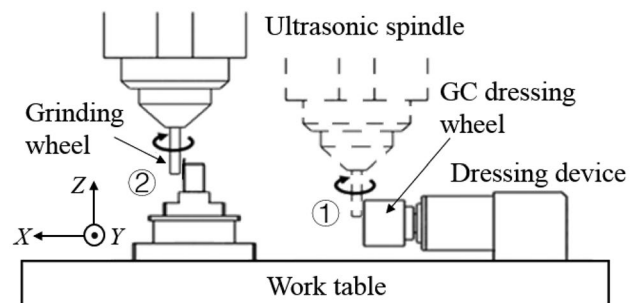 Ultrasonic spindle
Grinding
wheel
GC dressing
wheel
Dressing device
②
①
Z
X
Y
Work table